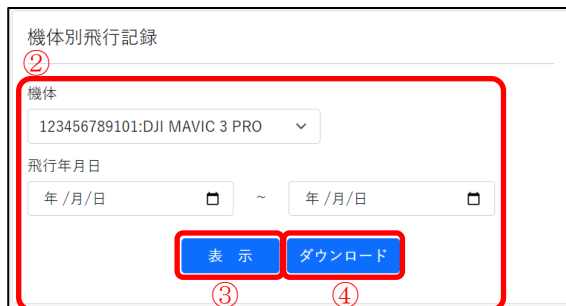 機体別飛行記録
②
機体
123456789101:DJI MAVIC 3 PRO
飛行年月日
年 /月/日 ~ 年 /月/日
表 示 ダウンロード
③ ④